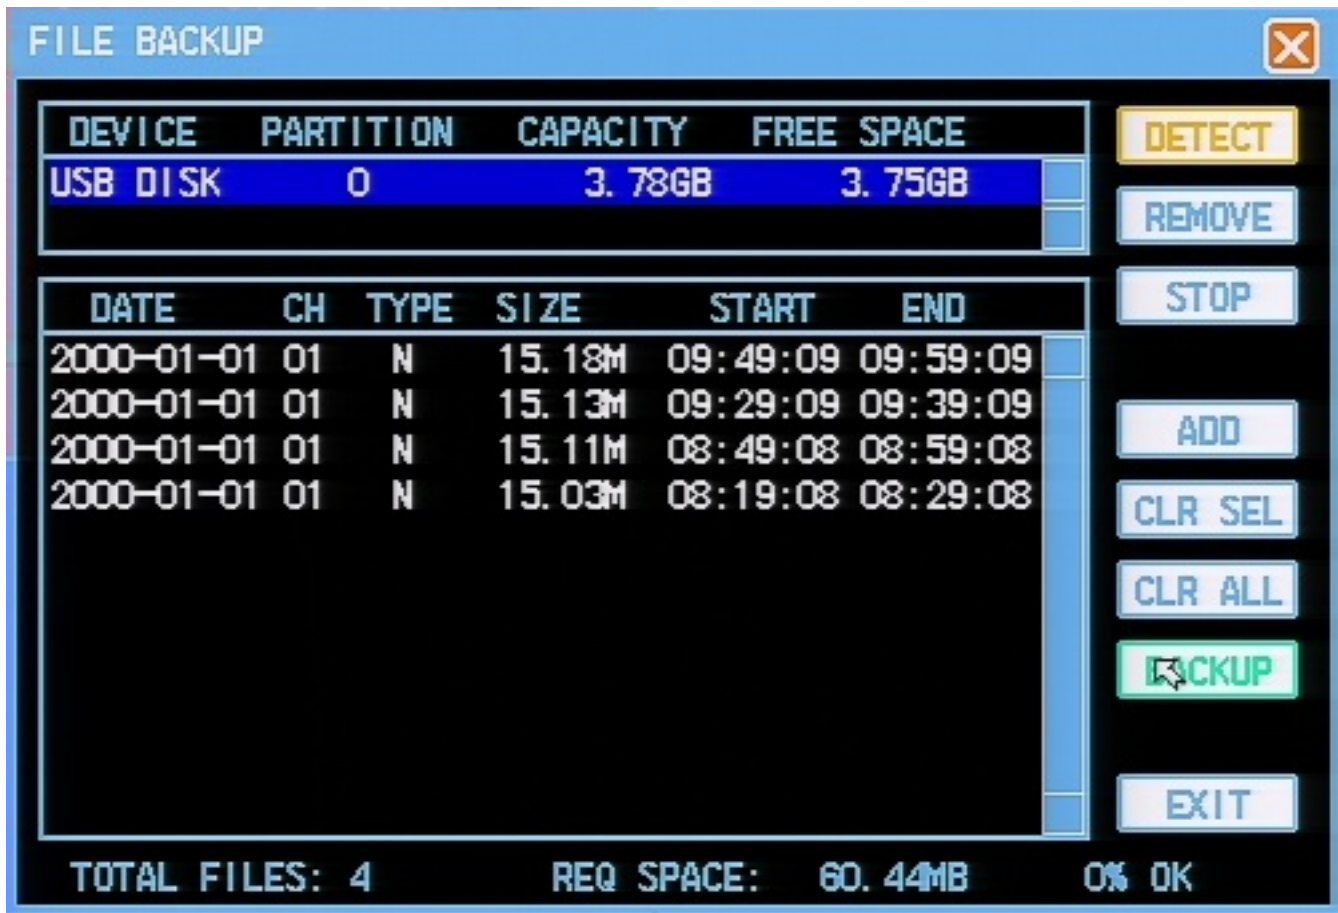 FILE BACKUP
DEVICE PARTITION CAPACITY FREE SPACE
USB DISK 0 3.78GB 3.75GB
DETECT
REMOVE
STOP
DATE CH TYPE SIZE START END
2000-01-01 01 N 15.18M 09:49:09 09:59:09
2000-01-01 01 N 15.13M 09:29:09 09:39:09
2000-01-01 01 N 15.11M 08:49:08 08:59:08
2000-01-01 01 N 15.03M 08:19:08 08:29:08
ADD
CLR SEL
CLR ALL
BACKUP
EXIT
TOTAL FILES: 4 REQ SPACE: 60.44MB 0% OK